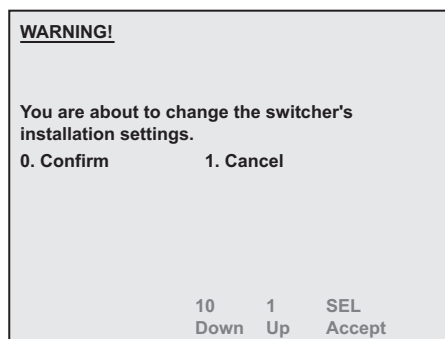 WARNING!
You are about to change the switcher's
installation settings.
0. Confirm 1. Cancel
10 1 SEL
Down Up Accept